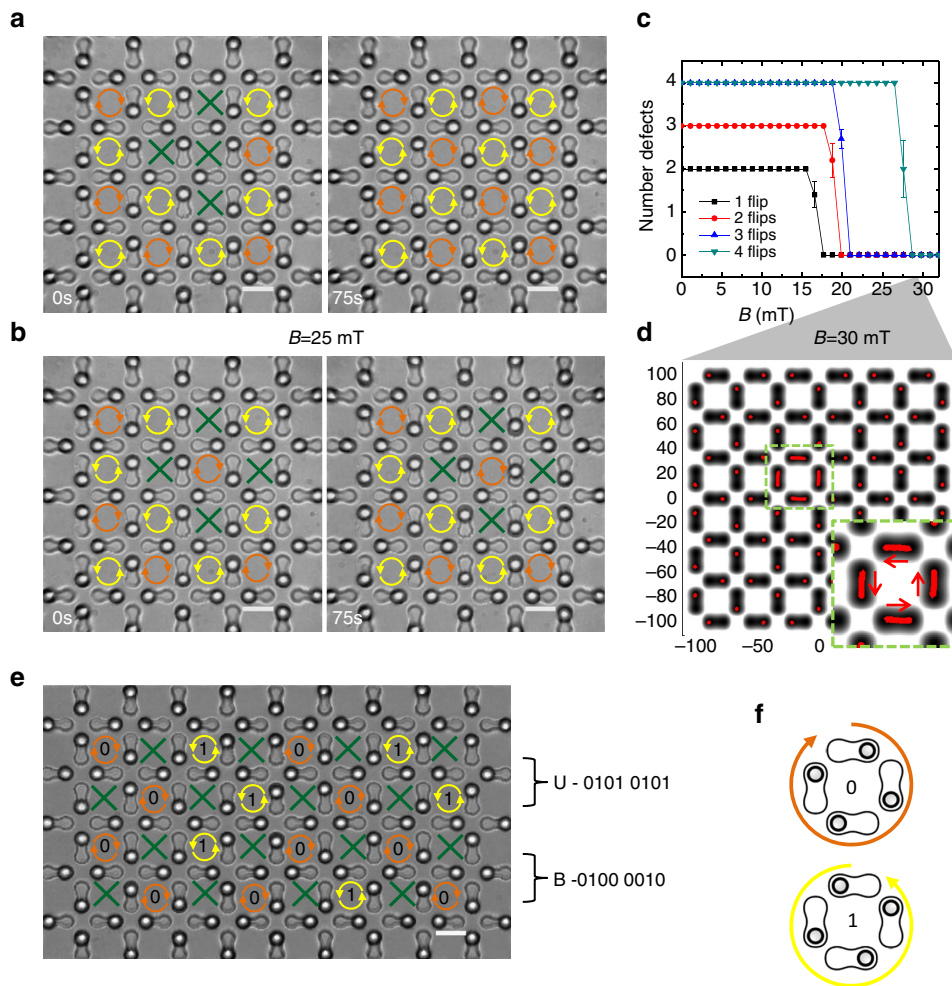 a
0s
75s
B=25 mT
b
0s
75s
c
Number defects
4
3
2
1
0
1 flip
2 flips
3 flips
4 flips
0 5 10 15 20 25 30
B (mT)
d
B=30 mT
100
80
60
40
20
0
−20
−40
−60
−80
−100
−100 −50 0
e
0 1 0 1
0 1 0 1
0 1 0 0
0 0 1 0
U - 0101 0101
B -0100 0010
f
0
1